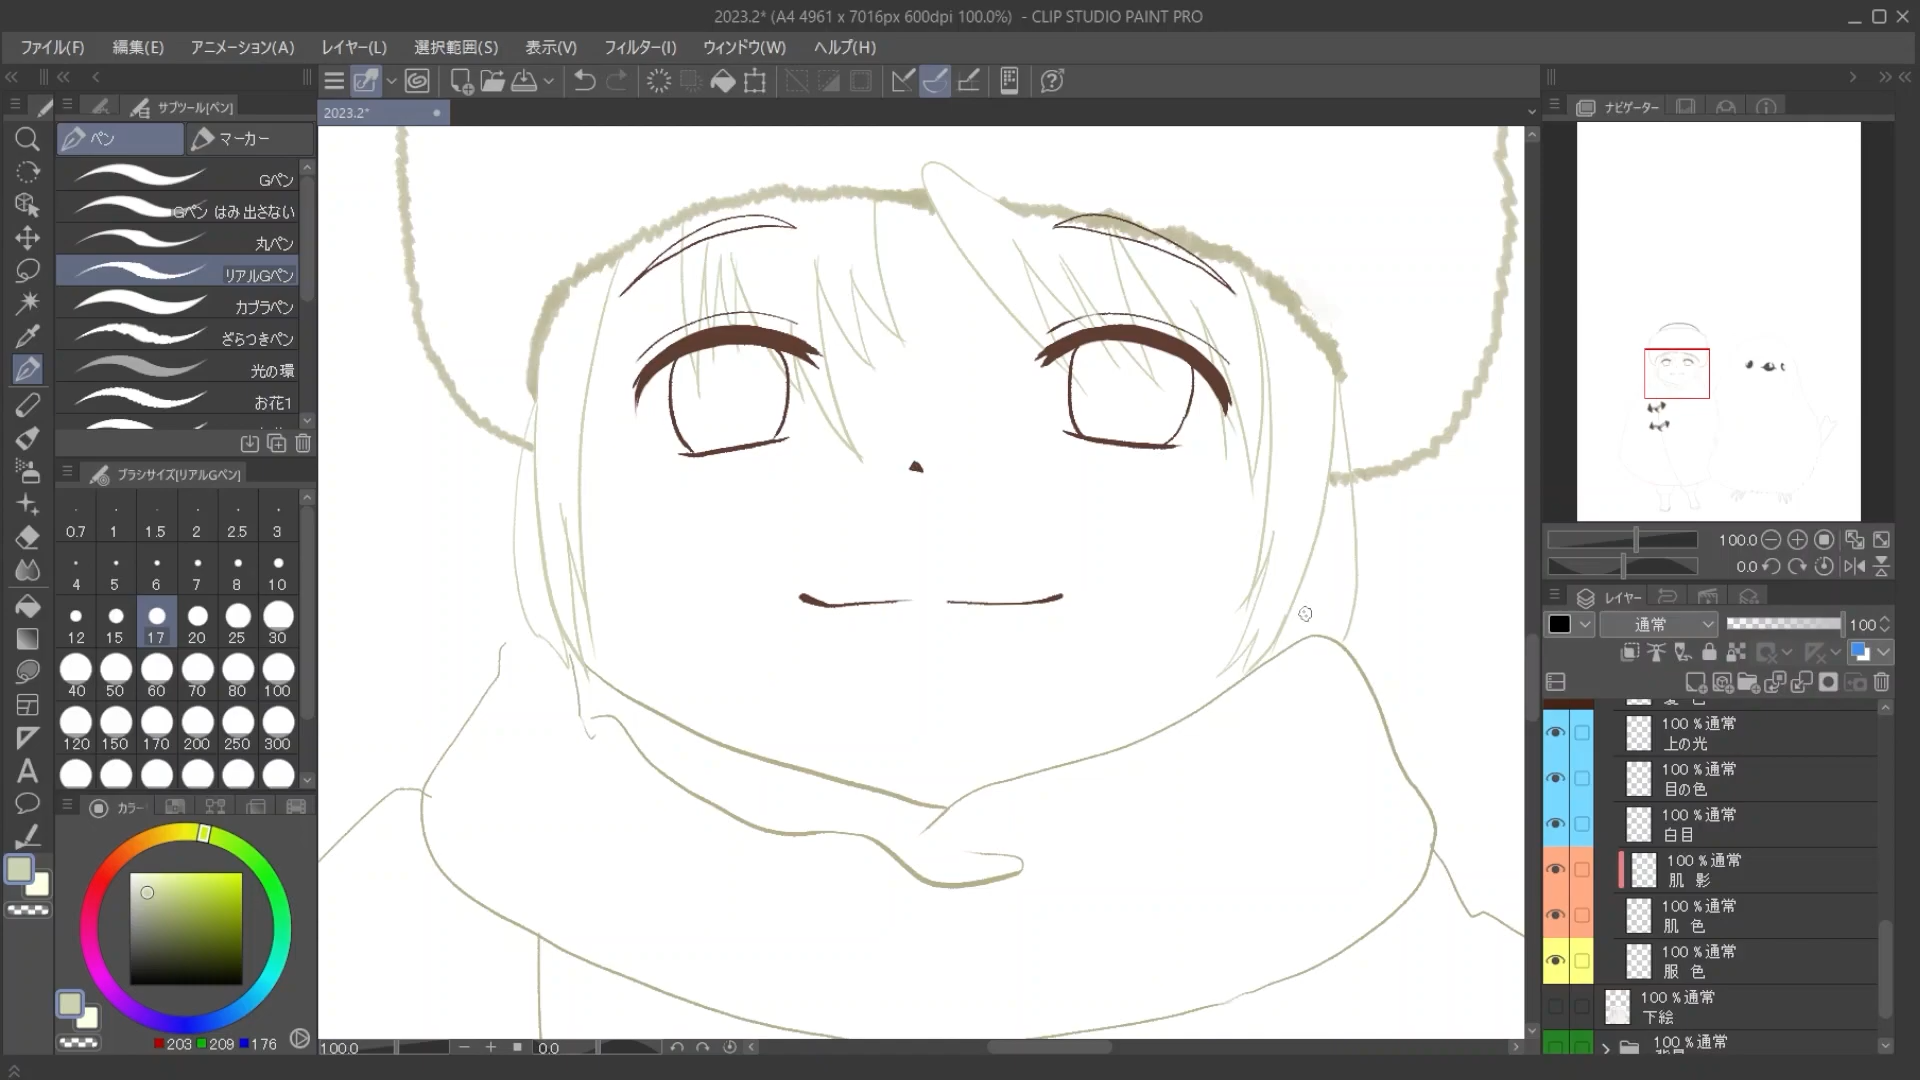 2023.2* (A4 4961 x 7016px 600dpi 100.0%) - CLIP STUDIO PAINT PRO
ファイル(F) 編集(E) アニメーション(A) レイヤー(L) 選択範囲(S) 表示(V) フィルター(I) ウィンドウ(W) ヘルプ(H)
サブツール[ペン]
2023.2*
ナビゲーター
ペン
マーカー
Gペン
Gペン はみ出さない
丸ペン
リアルGペン
カブラペン
ざらつきペン
光の環
お花1
ブラシサイズ[リアルGペン]
0.7 1 1.5 2 2.5 3
4 5 6 7 8 10
12 15 17 20 25 30
40 50 60 70 80 100
120 150 170 200 250 300
カラー
203 209 176
100.0
0.0
100.0
0.0
レイヤー
通常
100
100 %通常
上の光
100 %通常
目の色
100 %通常
白目
100 %通常
肌 影
100 %通常
肌 色
100 %通常
服 色
100 %通常
下絵
100 %通常